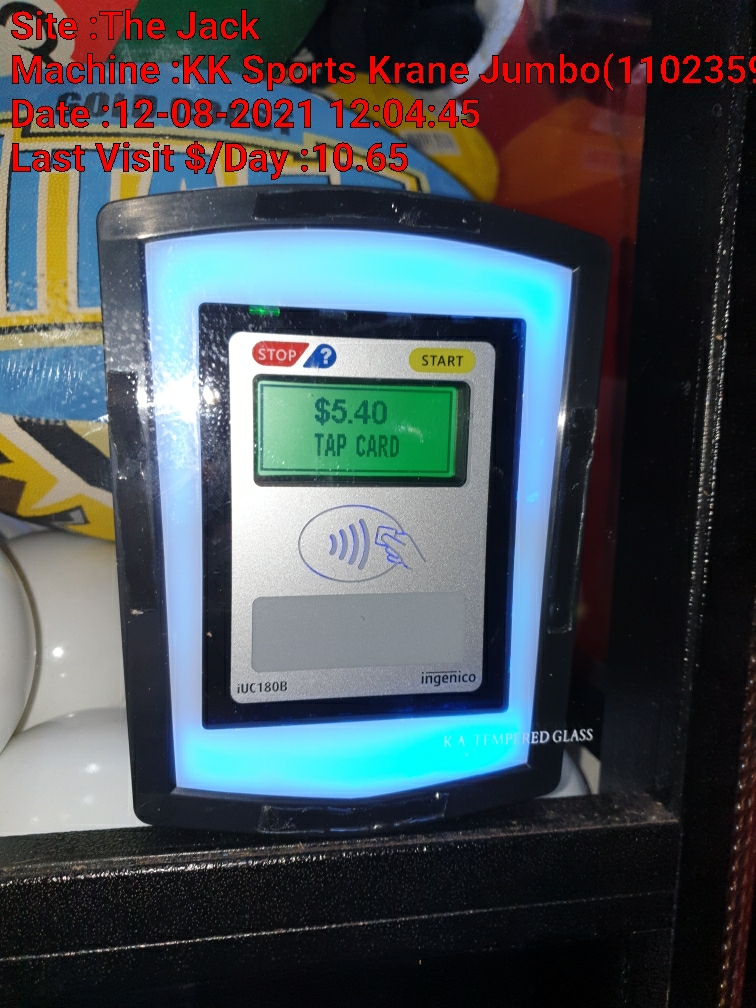 Site :The Jack
Machine :KK Sports Krane Jumbo(1102359
Date :12-08-2021 12:04:45
Last Visit $/Day :10.65
STOP ? START
$5.40
TAP CARD
iUC180B ingenico
K.A. TEMPERED GLASS